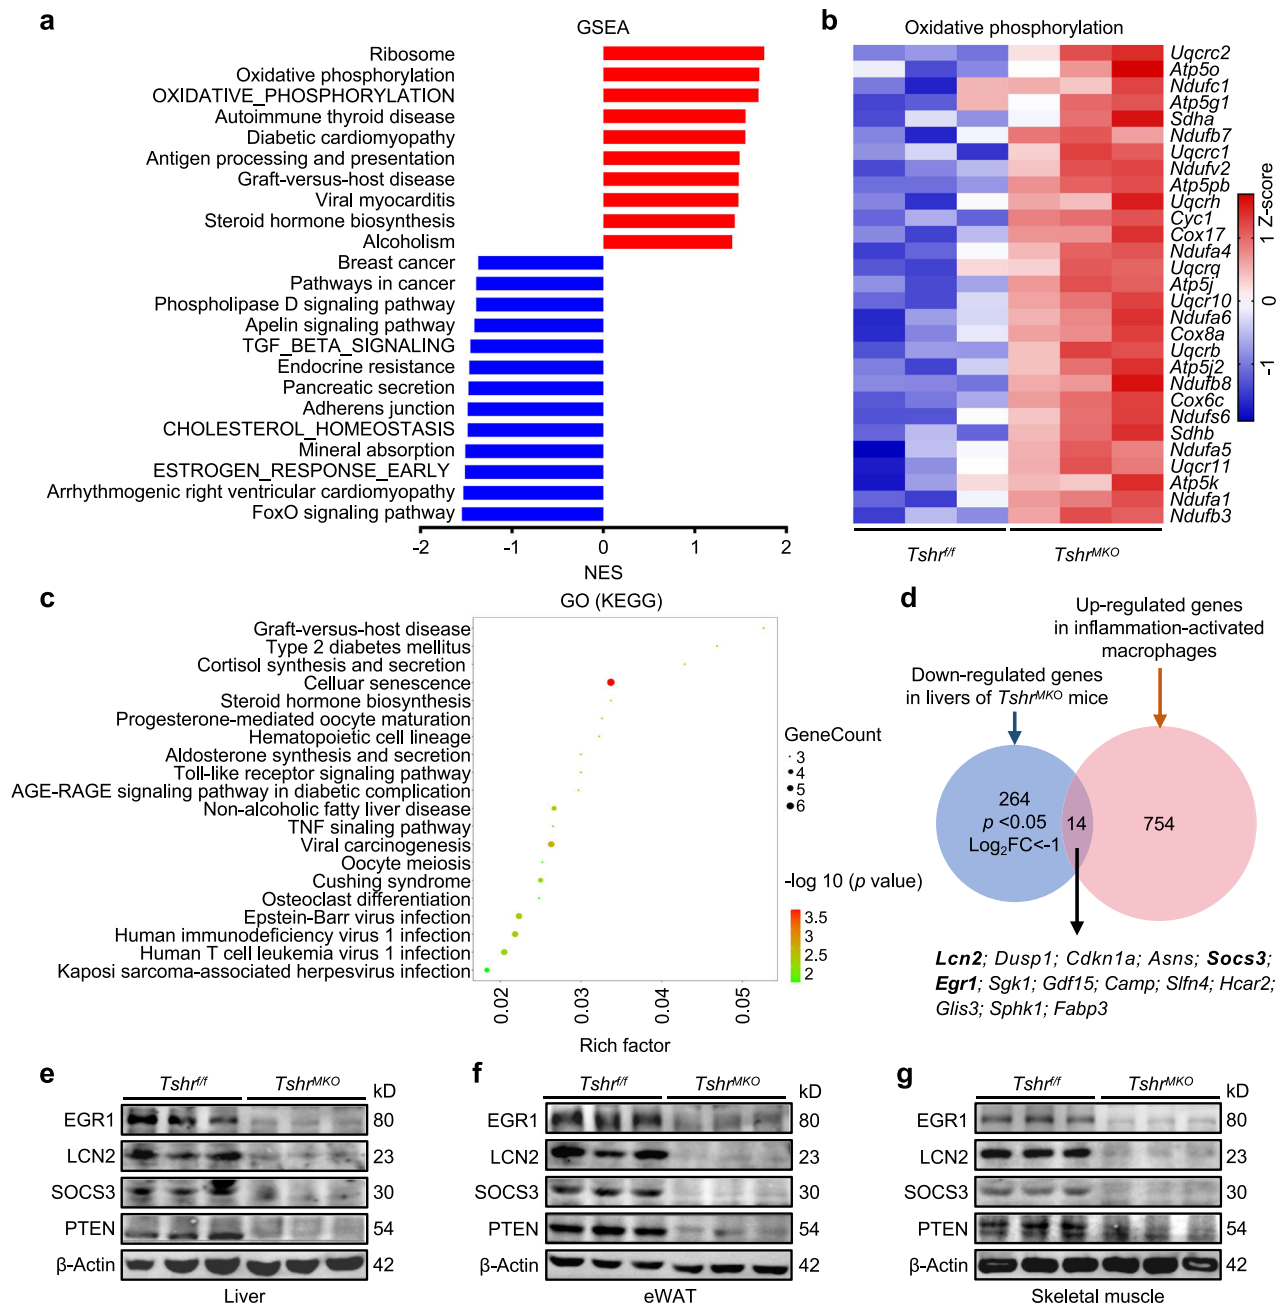 a
GSEA
Ribosome
Oxidative phosphorylation
OXIDATIVE_PHOSPHORYLATION
Autoimmune thyroid disease
Diabetic cardiomyopathy
Antigen processing and presentation
Graft-versus-host disease
Viral myocarditis
Steroid hormone biosynthesis
Alcoholism
Breast cancer
Pathways in cancer
Phospholipase D signaling pathway
Apelin signaling pathway
TGF_BETA_SIGNALING
Endocrine resistance
Pancreatic secretion
Adherens junction
CHOLESTEROL_HOMEOSTASIS
Mineral absorption
ESTROGEN_RESPONSE_EARLY
Arrhythmogenic right ventricular cardiomyopathy
FoxO signaling pathway
-2 -1 0 1 2
NES
b
Oxidative phosphorylation
Uqcrc2
Atp5o
Ndufc1
Atp5g1
Sdha
Ndufb7
Uqcrc1
Ndufv2
Atp5pb
Uqcrh
Cyc1
Cox17
Ndufa4
Uqcrq
Atp5j
Uqcr10
Ndufa6
Cox8a
Uqcrb
Atp5j2
Ndufb8
Cox6c
Ndufs6
Sdhb
Ndufa5
Uqcr11
Atp5k
Ndufa1
Ndufb3
Tshrf/f TshrMKO
1 0 -1
Z-score
c
GO (KEGG)
Graft-versus-host disease
Type 2 diabetes mellitus
Cortisol synthesis and secretion
Celluar senescence
Steroid hormone biosynthesis
Progesterone-mediated oocyte maturation
Hematopoietic cell lineage
Aldosterone synthesis and secretion
Toll-like receptor signaling pathway
AGE-RAGE signaling pathway in diabetic complication
Non-alcoholic fatty liver disease
TNF sinaling pathway
Viral carcinogenesis
Oocyte meiosis
Cushing syndrome
Osteoclast differentiation
Epstein-Barr virus infection
Human immunodeficiency virus 1 infection
Human T cell leukemia virus 1 infection
Kaposi sarcoma-associated herpesvirus infection
0.02 0.03 0.04 0.05
Rich factor
GeneCount
3
4
5
6
-log 10 (p value)
3.5
3
2.5
2
d
Up-regulated genes
in inflammation-activated
macrophages
Down-regulated genes
in livers of TshrMKO mice
264
p <0.05
Log2FC<-1
14
754
Lcn2; Dusp1; Cdkn1a; Asns; Socs3;
Egr1; Sgk1; Gdf15; Camp; Slfn4; Hcar2;
Glis3; Sphk1; Fabp3
e
Tshrf/f TshrMKO kD
EGR1 80
LCN2 23
SOCS3 30
PTEN 54
β-Actin 42
Liver
f
Tshrf/f TshrMKO kD
EGR1 80
LCN2 23
SOCS3 30
PTEN 54
β-Actin 42
eWAT
g
Tshrf/f TshrMKO kD
EGR1 80
LCN2 23
SOCS3 30
PTEN 54
β-Actin 42
Skeletal muscle